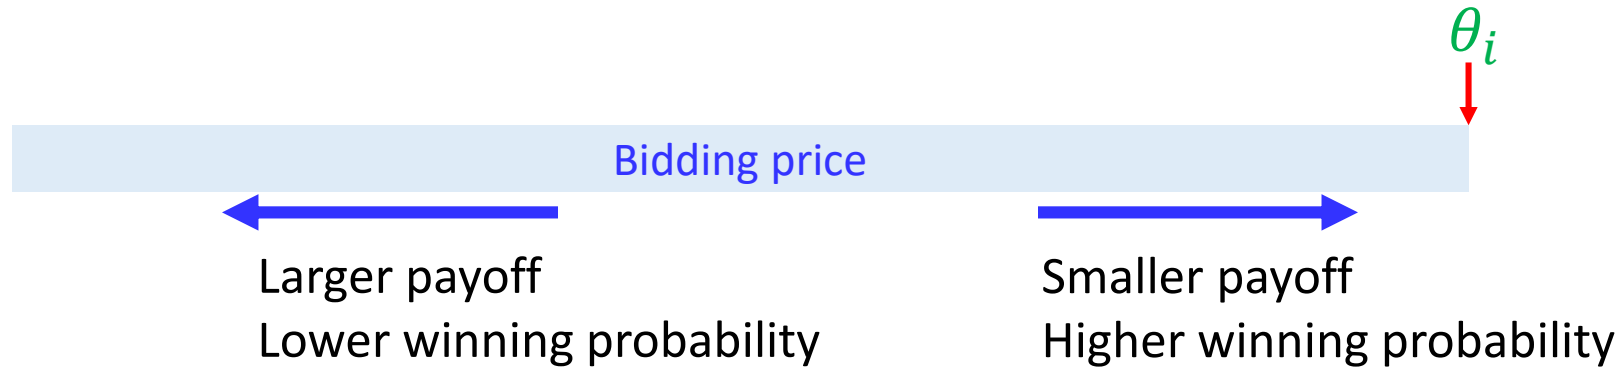 θᵢ
Bidding price
Larger payoff
Lower winning probability
Smaller payoff
Higher winning probability